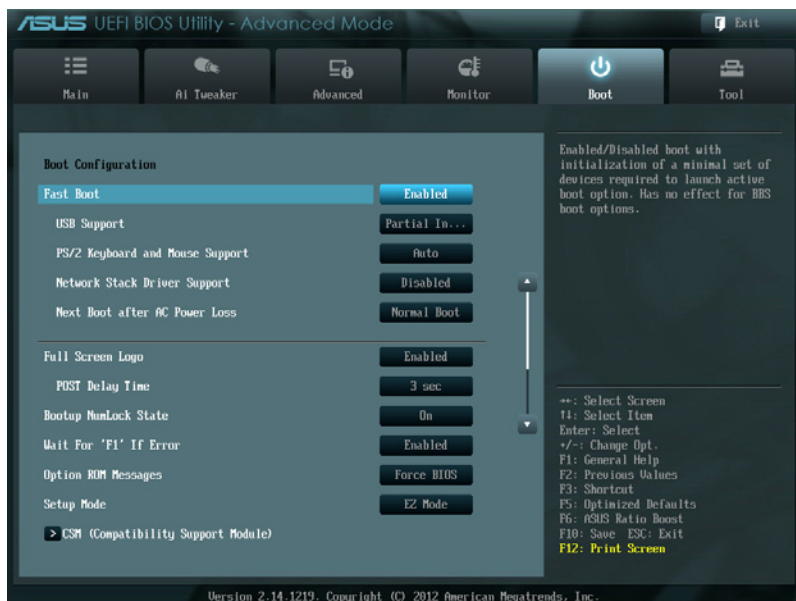 ASUS UEFI BIOS Utility - Advanced Mode
Exit
Main
Ai Tweaker
Advanced
Monitor
Boot
Tool
Boot Configuration
Fast Boot Enabled
USB Support Partial In...
PS/2 Keyboard and Mouse Support Auto
Network Stack Driver Support Disabled
Next Boot after AC Power Loss Normal Boot
Full Screen Logo Enabled
POST Delay Time 3 sec
Bootup NumLock State On
Wait For 'F1' If Error Enabled
Option ROM Messages Force BIOS
Setup Mode EZ Mode
> CSM (Compatibility Support Module)
Enabled/Disabled boot with
initialization of a minimal set of
devices required to launch active
boot option. Has no effect for BBS
boot options.
→←: Select Screen
↑↓: Select Item
Enter: Select
+/-: Change Opt.
F1: General Help
F2: Previous Values
F3: Shortcut
F5: Optimized Defaults
F6: ASUS Ratio Boost
F10: Save ESC: Exit
F12: Print Screen
Version 2.14.1219. Copyright (C) 2012 American Megatrends, Inc.